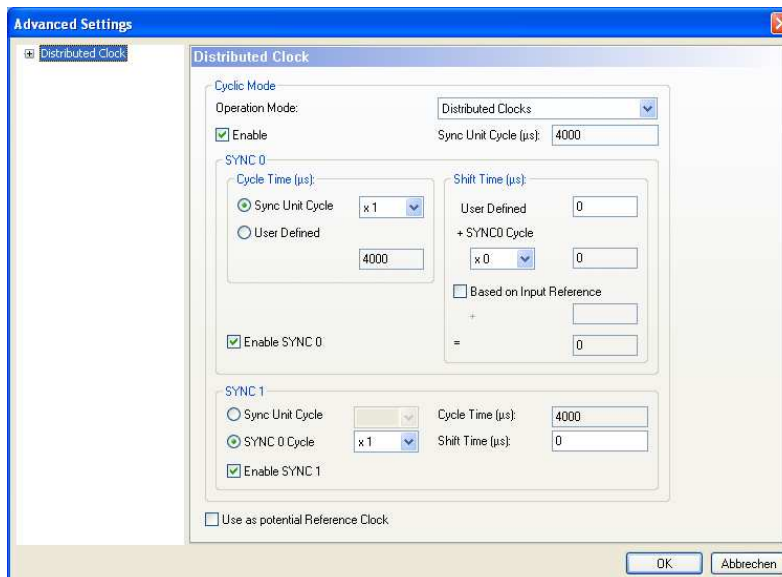 Advanced Settings
Distributed Clock
Distributed Clock
Cyclic Mode
Operation Mode:
Distributed Clocks
Enable
Sync Unit Cycle (µs):
4000
SYNC 0
Cycle Time (µs):
Sync Unit Cycle
x 1
User Defined
4000
Enable SYNC 0
Shift Time (µs):
User Defined
0
+ SYNC0 Cycle
x 0
0
Based on Input Reference
+
=
0
SYNC 1
Sync Unit Cycle
Cycle Time (µs):
4000
SYNC 0 Cycle
x 1
Shift Time (µs):
0
Enable SYNC 1
Use as potential Reference Clock
OK
Abbrechen